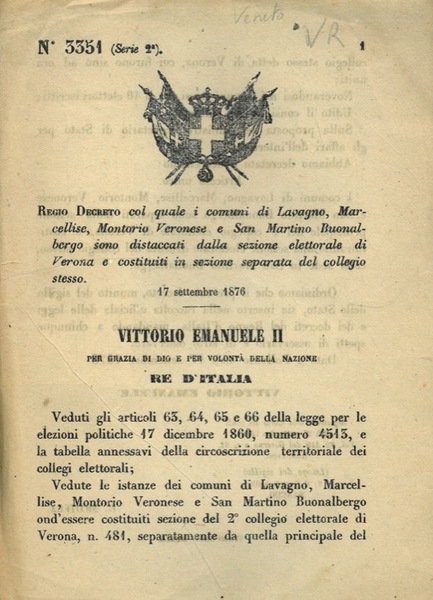 Veneto
VR
N° 3351 (Serie 2ª).
1
REGIO DECRETO col quale i comuni di Lavagno, Mar-
cellise, Montorio Veronese e San Martino Buonal-
bergo sono distaccati dalla sezione elettorale di
Verona e costituiti in sezione separata del collegio
stesso.
17 settembre 1876
VITTORIO EMANUELE II
PER GRAZIA DI DIO E PER VOLONTÀ DELLA NAZIONE
RE D'ITALIA
Veduti gli articoli 63, 64, 65 e 66 della legge per le
elezioni politiche 17 dicembre 1860, numero 4513, e
la tabella annessavi della circoscrizione territoriale dei
collegi elettorali;
Vedute le istanze dei comuni di Lavagno, Marcel-
lise, Montorio Veronese e San Martino Buonalbergo
ond'essere costituiti sezione del 2° collegio elettorale di
Verona, n. 481, separatamente da quella principale del